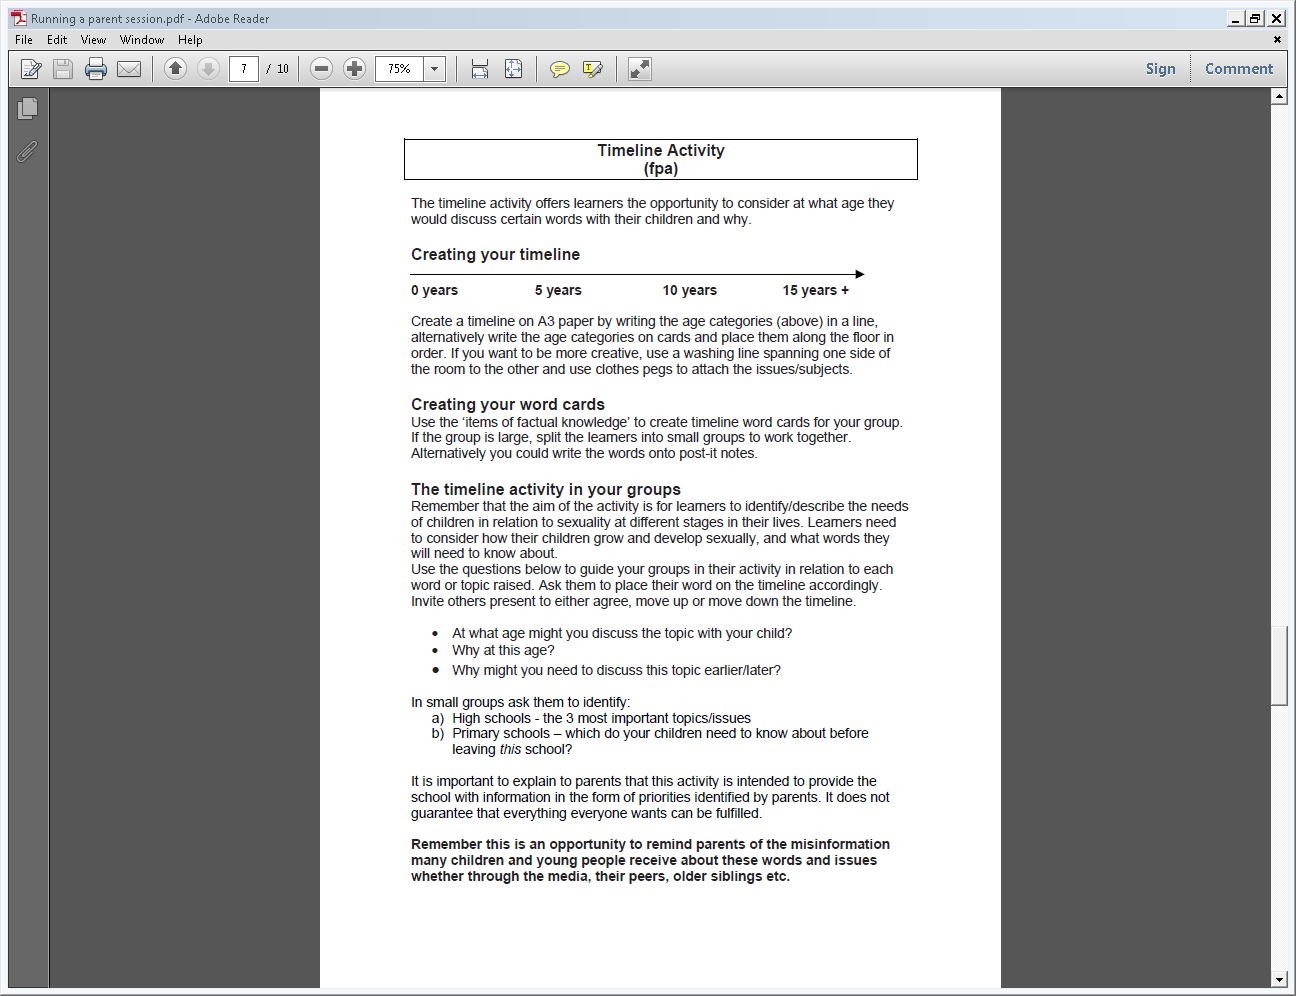 Running a parent session.pdf - Adobe Reader
File Edit View Window Help
7 / 10 75% Sign Comment
Timeline Activity
(fpa)
The timeline activity offers learners the opportunity to consider at what age they
would discuss certain words with their children and why.
Creating your timeline
0 years 5 years 10 years 15 years +
Create a timeline on A3 paper by writing the age categories (above) in a line,
alternatively write the age categories on cards and place them along the floor in
order. If you want to be more creative, use a washing line spanning one side of
the room to the other and use clothes pegs to attach the issues/subjects.
Creating your word cards
Use the ‘items of factual knowledge’ to create timeline word cards for your group.
If the group is large, split the learners into small groups to work together.
Alternatively you could write the words onto post-it notes.
The timeline activity in your groups
Remember that the aim of the activity is for learners to identify/describe the needs
of children in relation to sexuality at different stages in their lives. Learners need
to consider how their children grow and develop sexually, and what words they
will need to know about.
Use the questions below to guide your groups in their activity in relation to each
word or topic raised. Ask them to place their word on the timeline accordingly.
Invite others present to either agree, move up or move down the timeline.
• At what age might you discuss the topic with your child?
• Why at this age?
• Why might you need to discuss this topic earlier/later?
In small groups ask them to identify:
a) High schools - the 3 most important topics/issues
b) Primary schools – which do your children need to know about before
leaving this school?
It is important to explain to parents that this activity is intended to provide the
school with information in the form of priorities identified by parents. It does not
guarantee that everything everyone wants can be fulfilled.
Remember this is an opportunity to remind parents of the misinformation
many children and young people receive about these words and issues
whether through the media, their peers, older siblings etc.